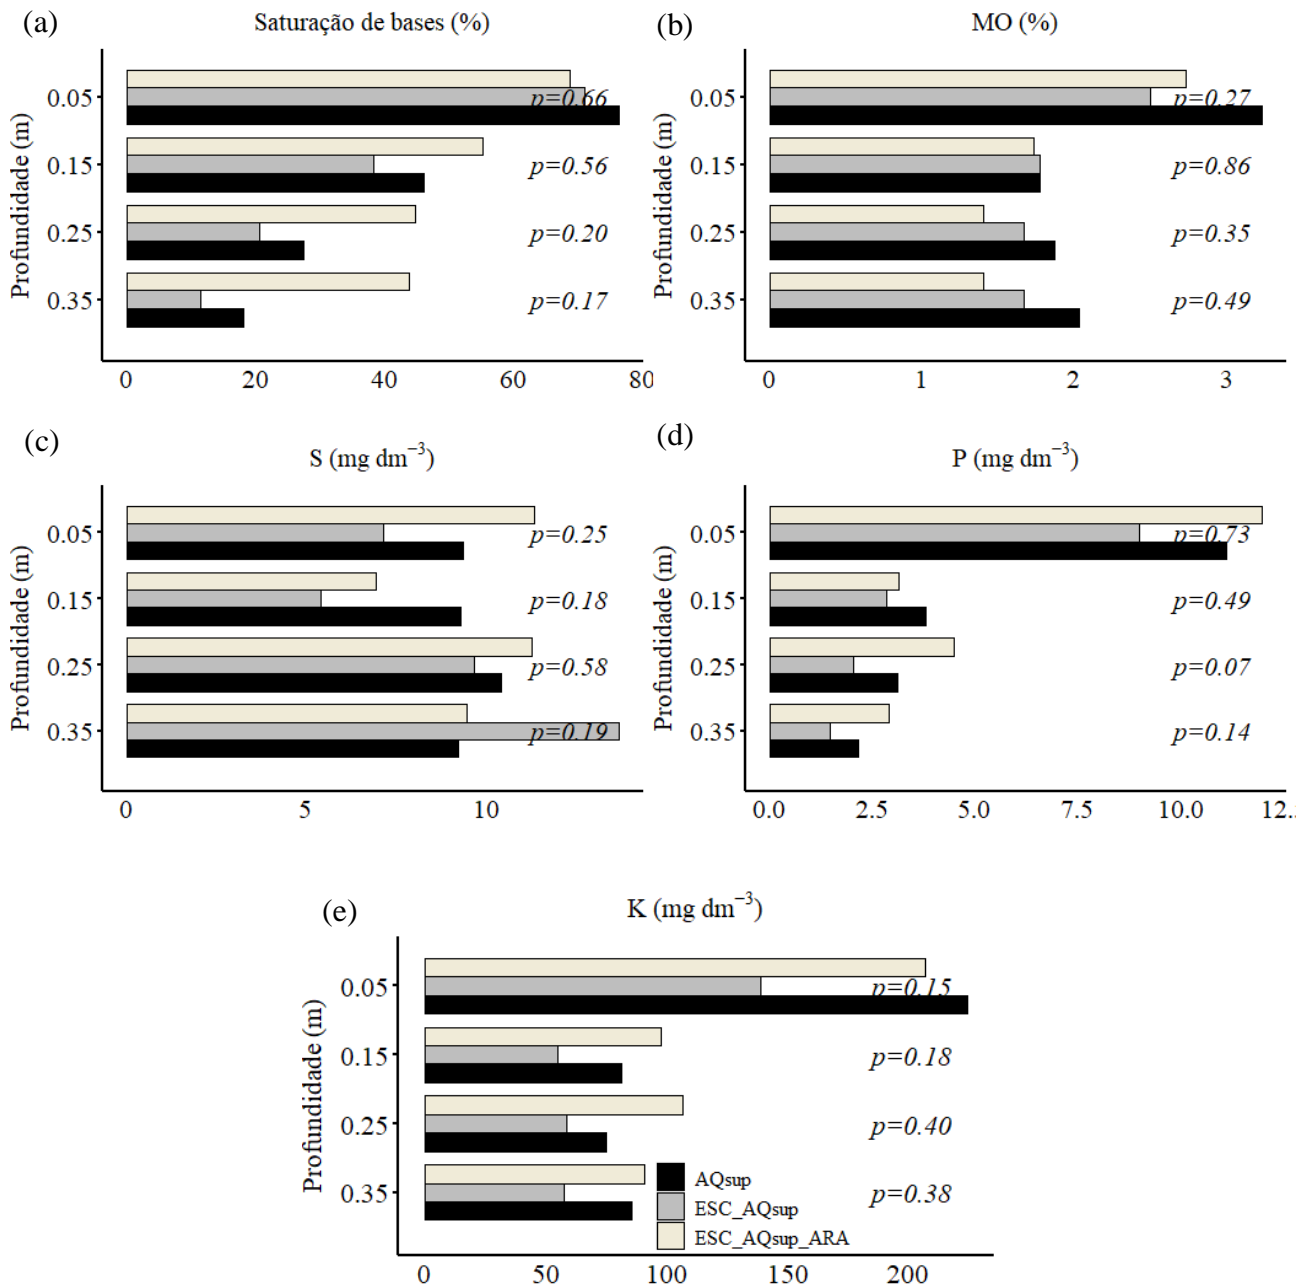 (a)
Saturação de bases (%)
Profundidade (m)
0.05
p=0.66
0.15
p=0.56
0.25
p=0.20
0.35
p=0.17
0 20 40 60 80
(b)
MO (%)
Profundidade (m)
0.05
p=0.27
0.15
p=0.86
0.25
p=0.35
0.35
p=0.49
0 1 2 3
(c)
S (mg dm⁻³)
Profundidade (m)
0.05
p=0.25
0.15
p=0.18
0.25
p=0.58
0.35
p=0.19
0 5 10
(d)
P (mg dm⁻³)
Profundidade (m)
0.05
p=0.73
0.15
p=0.49
0.25
p=0.07
0.35
p=0.14
0.0 2.5 5.0 7.5 10.0 12.
(e)
K (mg dm⁻³)
Profundidade (m)
0.05
p=0.15
0.15
p=0.18
0.25
p=0.40
0.35
p=0.38
AQsup
ESC_AQsup
ESC_AQsup_ARA
0 50 100 150 200